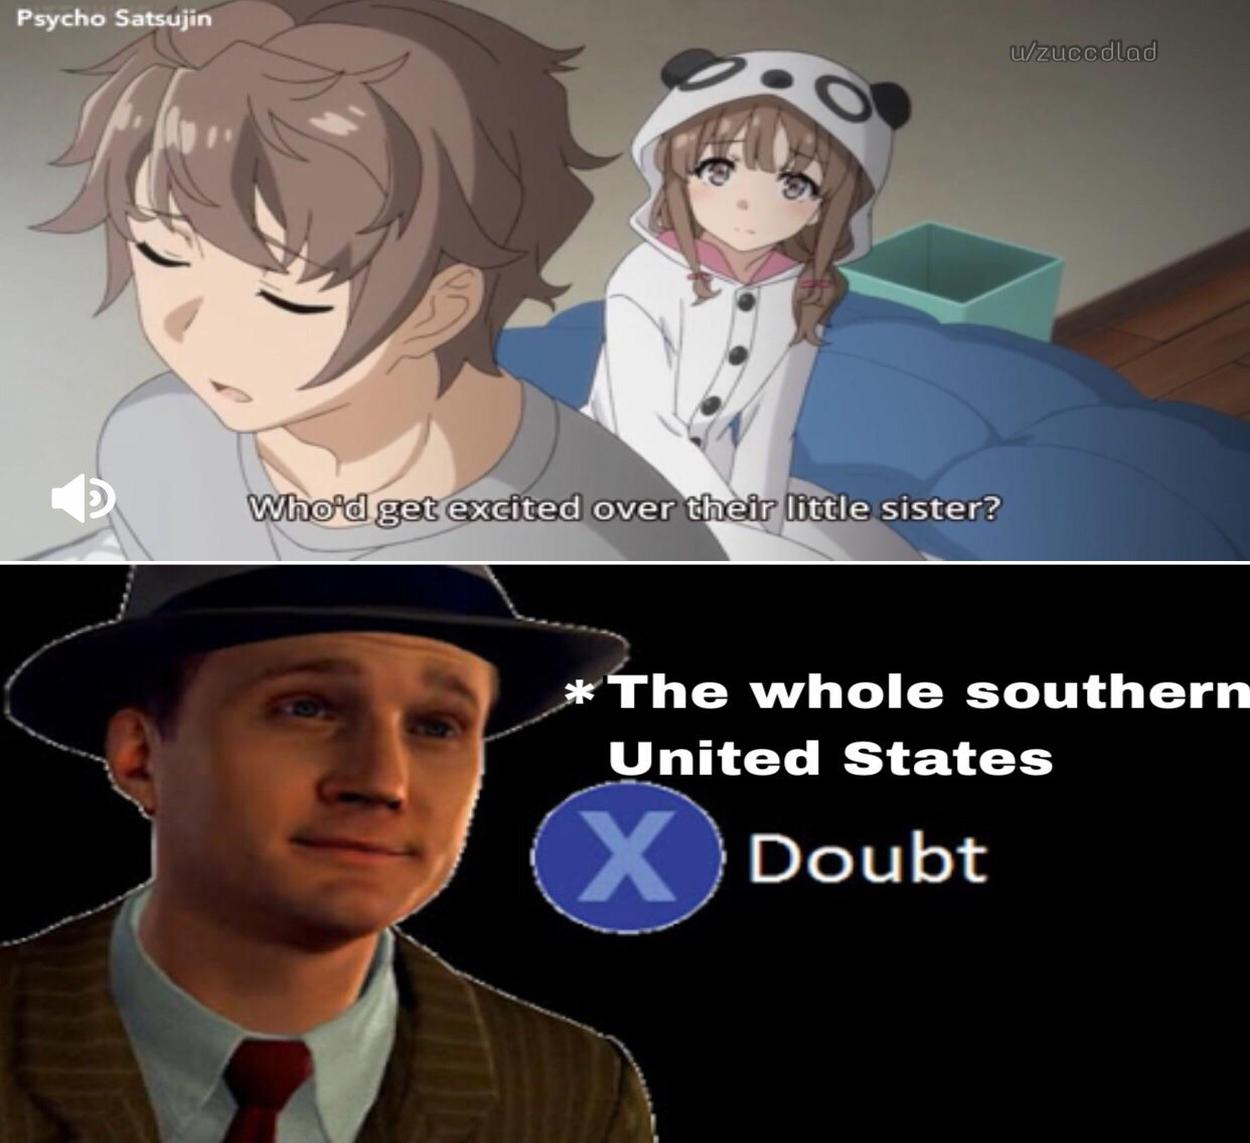 Psycho Satsujin
u/zuccdlad
Who'd get excited over their little sister?
*The whole southern
United States
X Doubt